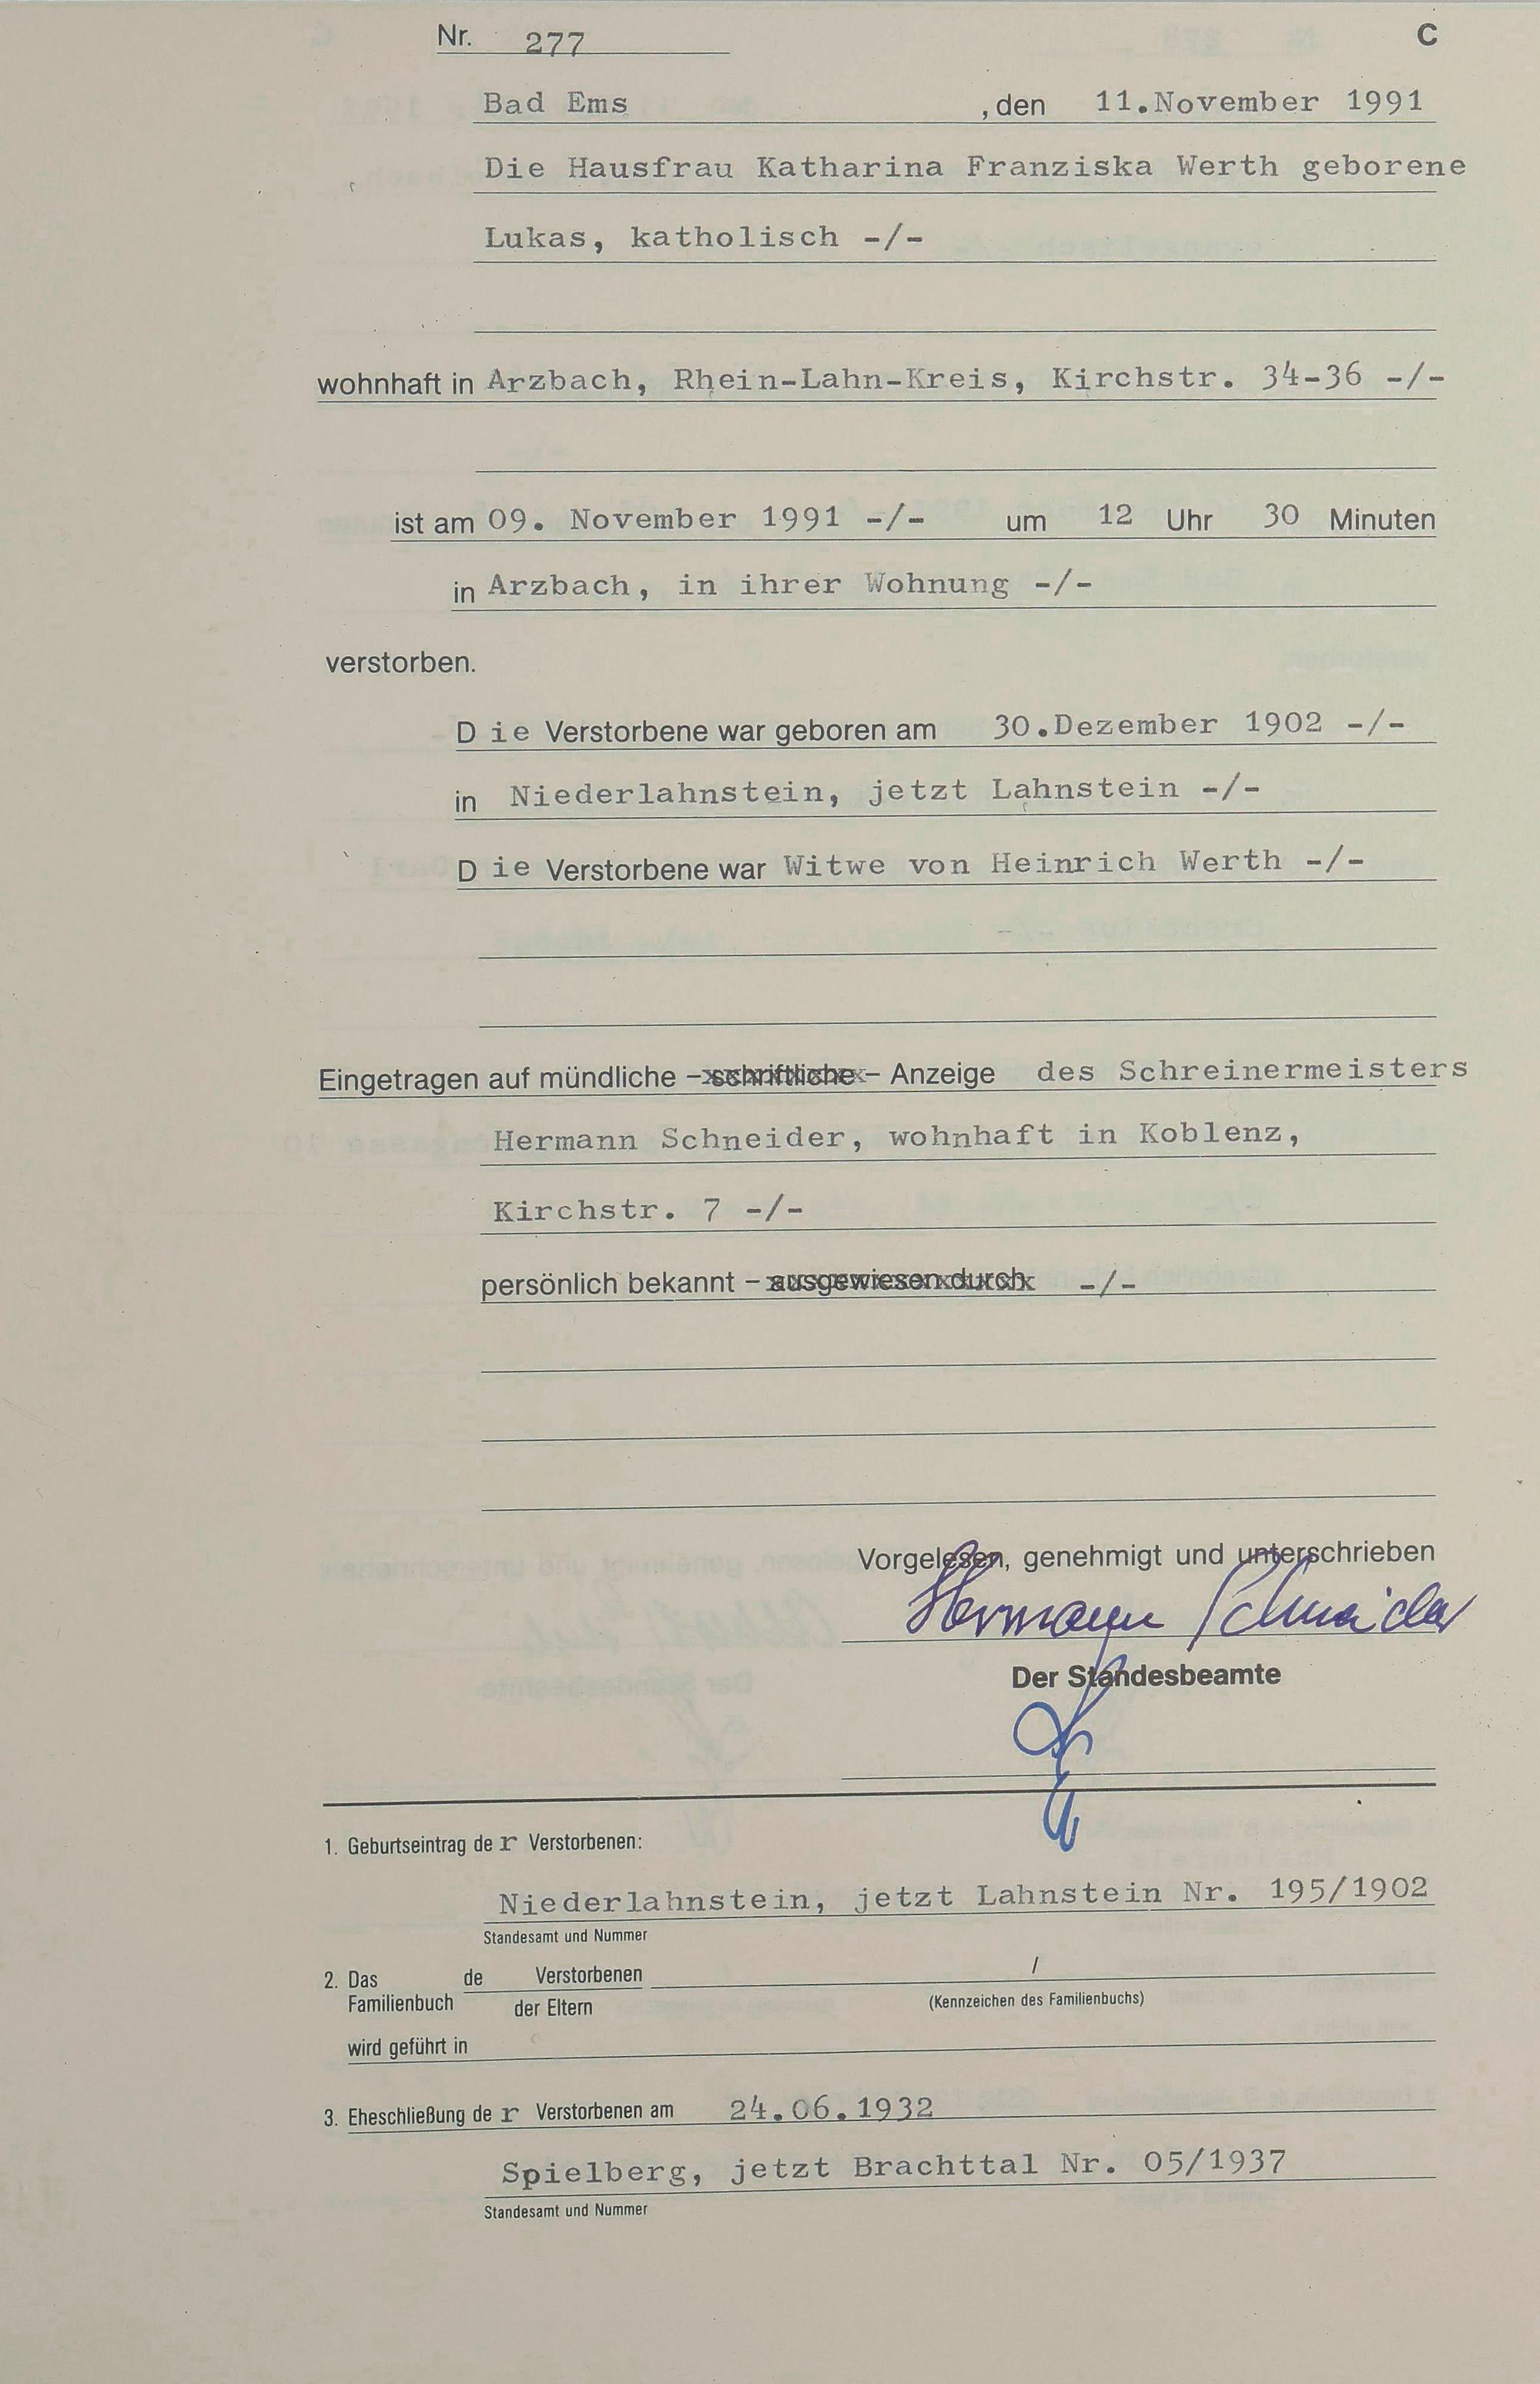 Nr. 277 C
Bad Ems , den 11.November 1991
Die Hausfrau Katharina Franziska Werth geborene
Lukas, katholisch -/-
wohnhaft in Arzbach, Rhein-Lahn-Kreis, Kirchstr. 34-36 -/-
ist am 09. November 1991 -/- um 12 Uhr 30 Minuten
in Arzbach, in ihrer Wohnung -/-
verstorben.
D ie Verstorbene war geboren am 30.Dezember 1902 -/-
in Niederlahnstein, jetzt Lahnstein -/-
D ie Verstorbene war Witwe von Heinrich Werth -/-
Eingetragen auf mündliche – schriftliche – Anzeige des Schreinermeisters
Hermann Schneider, wohnhaft in Koblenz,
Kirchstr. 7 -/-
persönlich bekannt – ausgewiesen durch -/-
Vorgelesen, genehmigt und unterschrieben
Hermann Schneider
Der Standesbeamte
1. Geburtseintrag de r Verstorbenen:
Niederlahnstein, jetzt Lahnstein Nr. 195/1902
Standesamt und Nummer
2. Das de Verstorbenen /
Familienbuch der Eltern (Kennzeichen des Familienbuchs)
wird geführt in
3. Eheschließung de r Verstorbenen am 24.06.1932
Spielberg, jetzt Brachttal Nr. 05/1937
Standesamt und Nummer